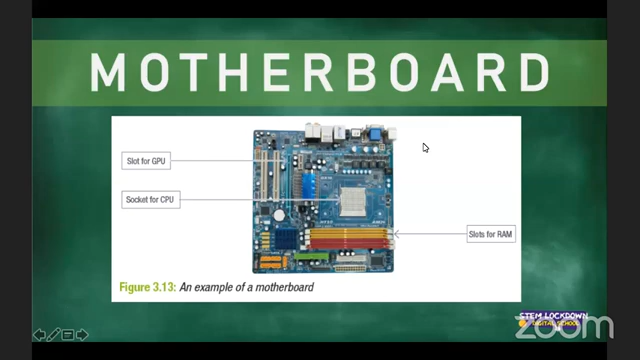 MOTHERBOARD
Slot for GPU
Socket for CPU
Slots for RAM
Figure 3.13: An example of a motherboard
STEM LOCKDOWN
DIGITAL SCHOOL
zoom